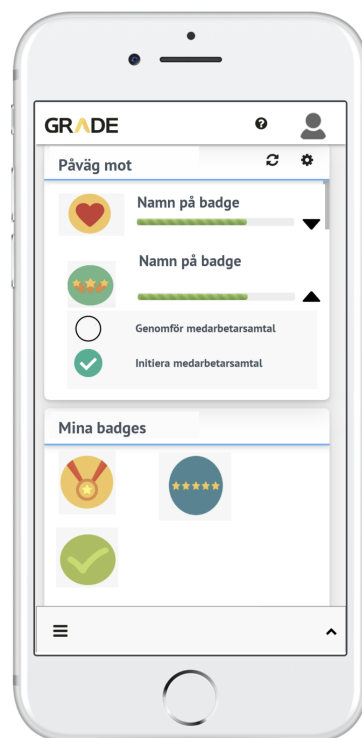 GRADE
Påväg mot
Namn på badge
Namn på badge
Genomför medarbetarsamtal
Initiera medarbetarsamtal
Mina badges